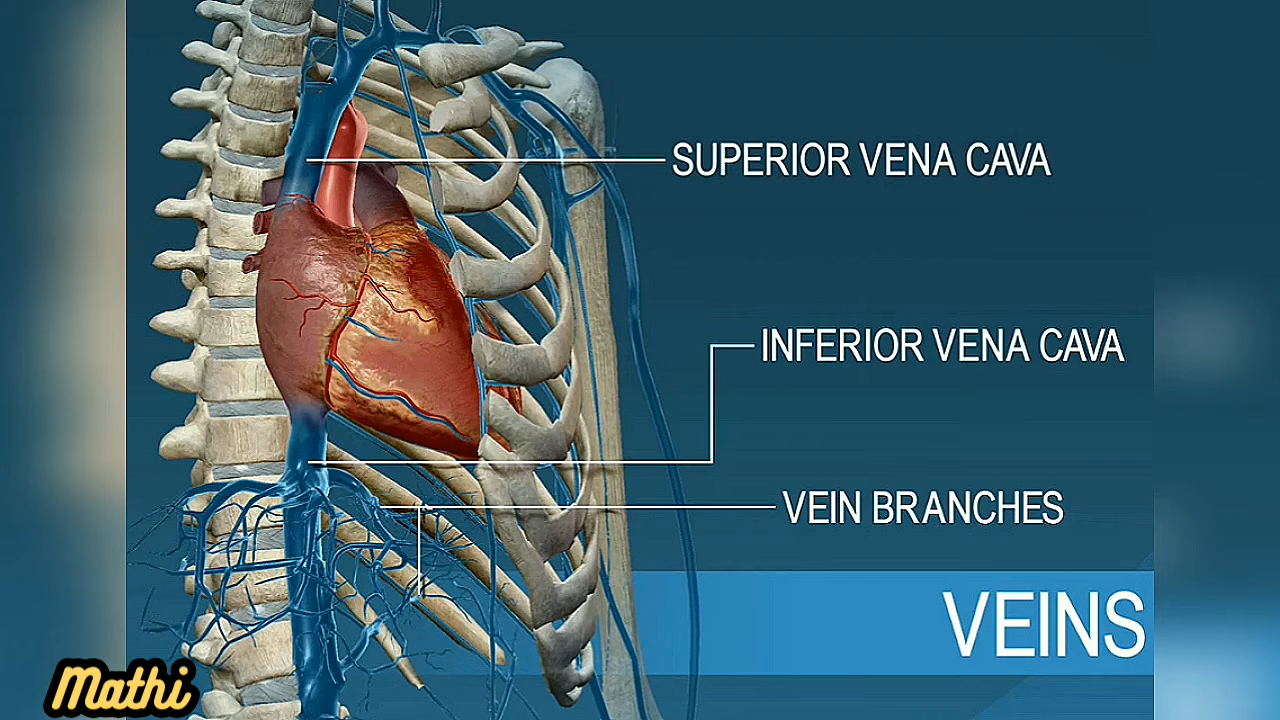 SUPERIOR VENA CAVA
INFERIOR VENA CAVA
VEIN BRANCHES
VEINS
Mathi